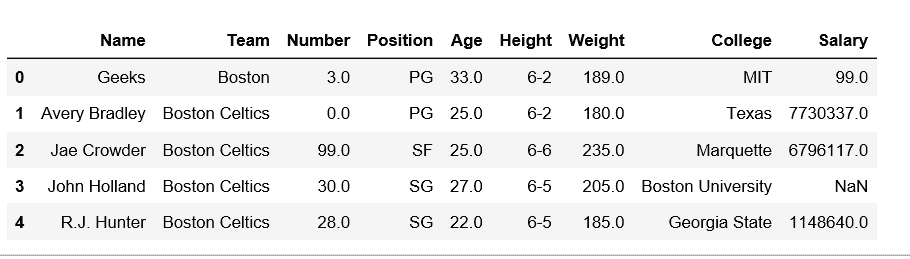 Name Team Number Position Age Height Weight College Salary
0 Geeks Boston 3.0 PG 33.0 6-2 189.0 MIT 99.0
1 Avery Bradley Boston Celtics 0.0 PG 25.0 6-2 180.0 Texas 7730337.0
2 Jae Crowder Boston Celtics 99.0 SF 25.0 6-6 235.0 Marquette 6796117.0
3 John Holland Boston Celtics 30.0 SG 27.0 6-5 205.0 Boston University NaN
4 R.J. Hunter Boston Celtics 28.0 SG 22.0 6-5 185.0 Georgia State 1148640.0